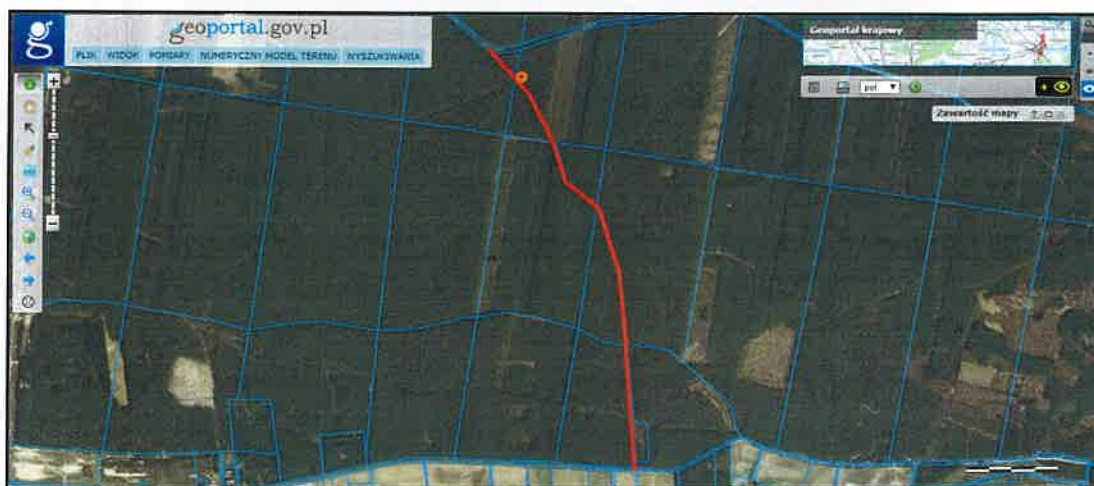 geoportal.gov.pl
PLIK WIDOK POMIARY NUMERYCZNY MODEL TERENU WYSZUKIWANIA
Geoportal krajowy
pol
Zawartość mapy